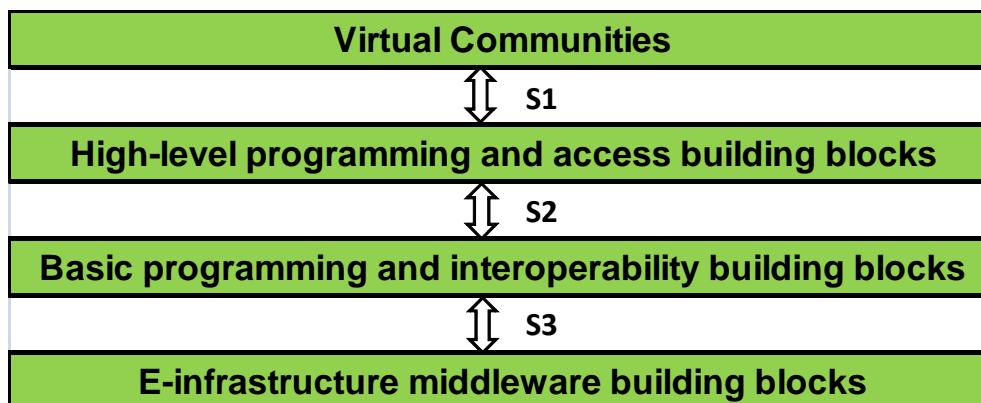 Virtual Communities
S1
High-level programming and access building blocks
S2
Basic programming and interoperability building blocks
S3
E-infrastructure middleware building blocks